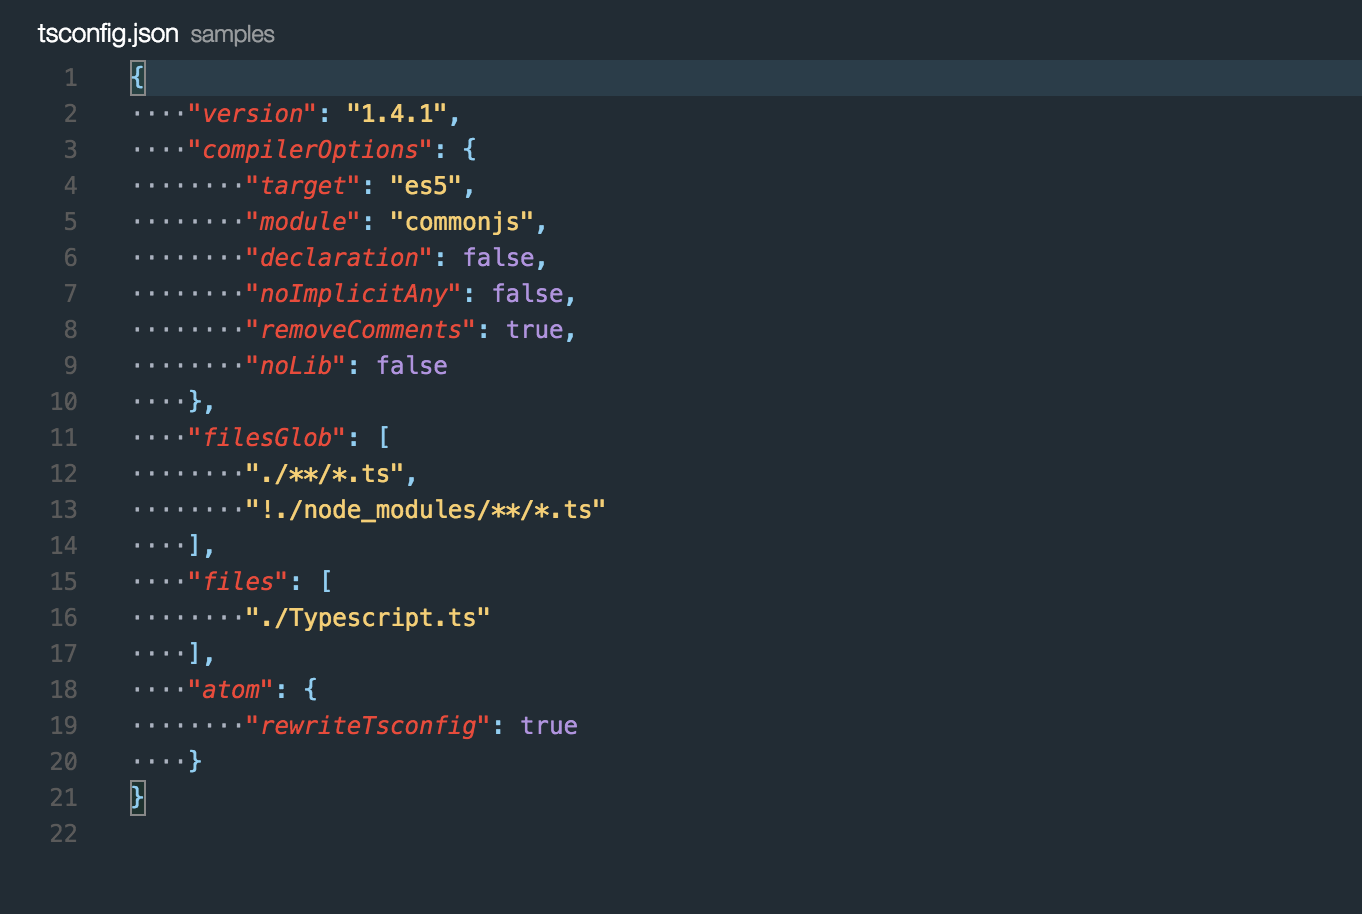 tsconfig.json samples
1 {
2 ····"version": "1.4.1",
3 ····"compilerOptions": {
4 ········"target": "es5",
5 ········"module": "commonjs",
6 ········"declaration": false,
7 ········"noImplicitAny": false,
8 ········"removeComments": true,
9 ········"noLib": false
10 ····},
11 ····"filesGlob": [
12 ········"./**/*.ts",
13 ········"!./node_modules/**/*.ts"
14 ····],
15 ····"files": [
16 ········"./Typescript.ts"
17 ····],
18 ····"atom": {
19 ········"rewriteTsconfig": true
20 ····}
21 }
22